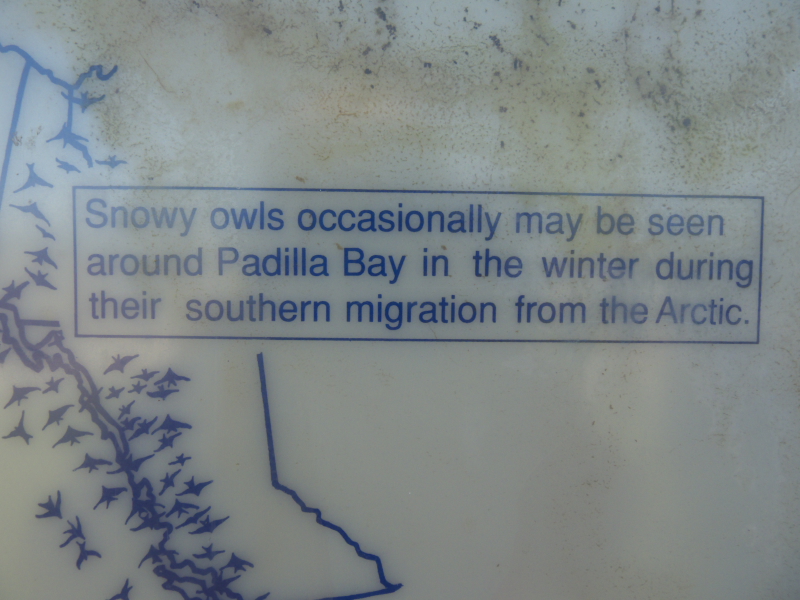 Snowy owls occasionally may be seen
around Padilla Bay in the winter during
their southern migration from the Arctic.